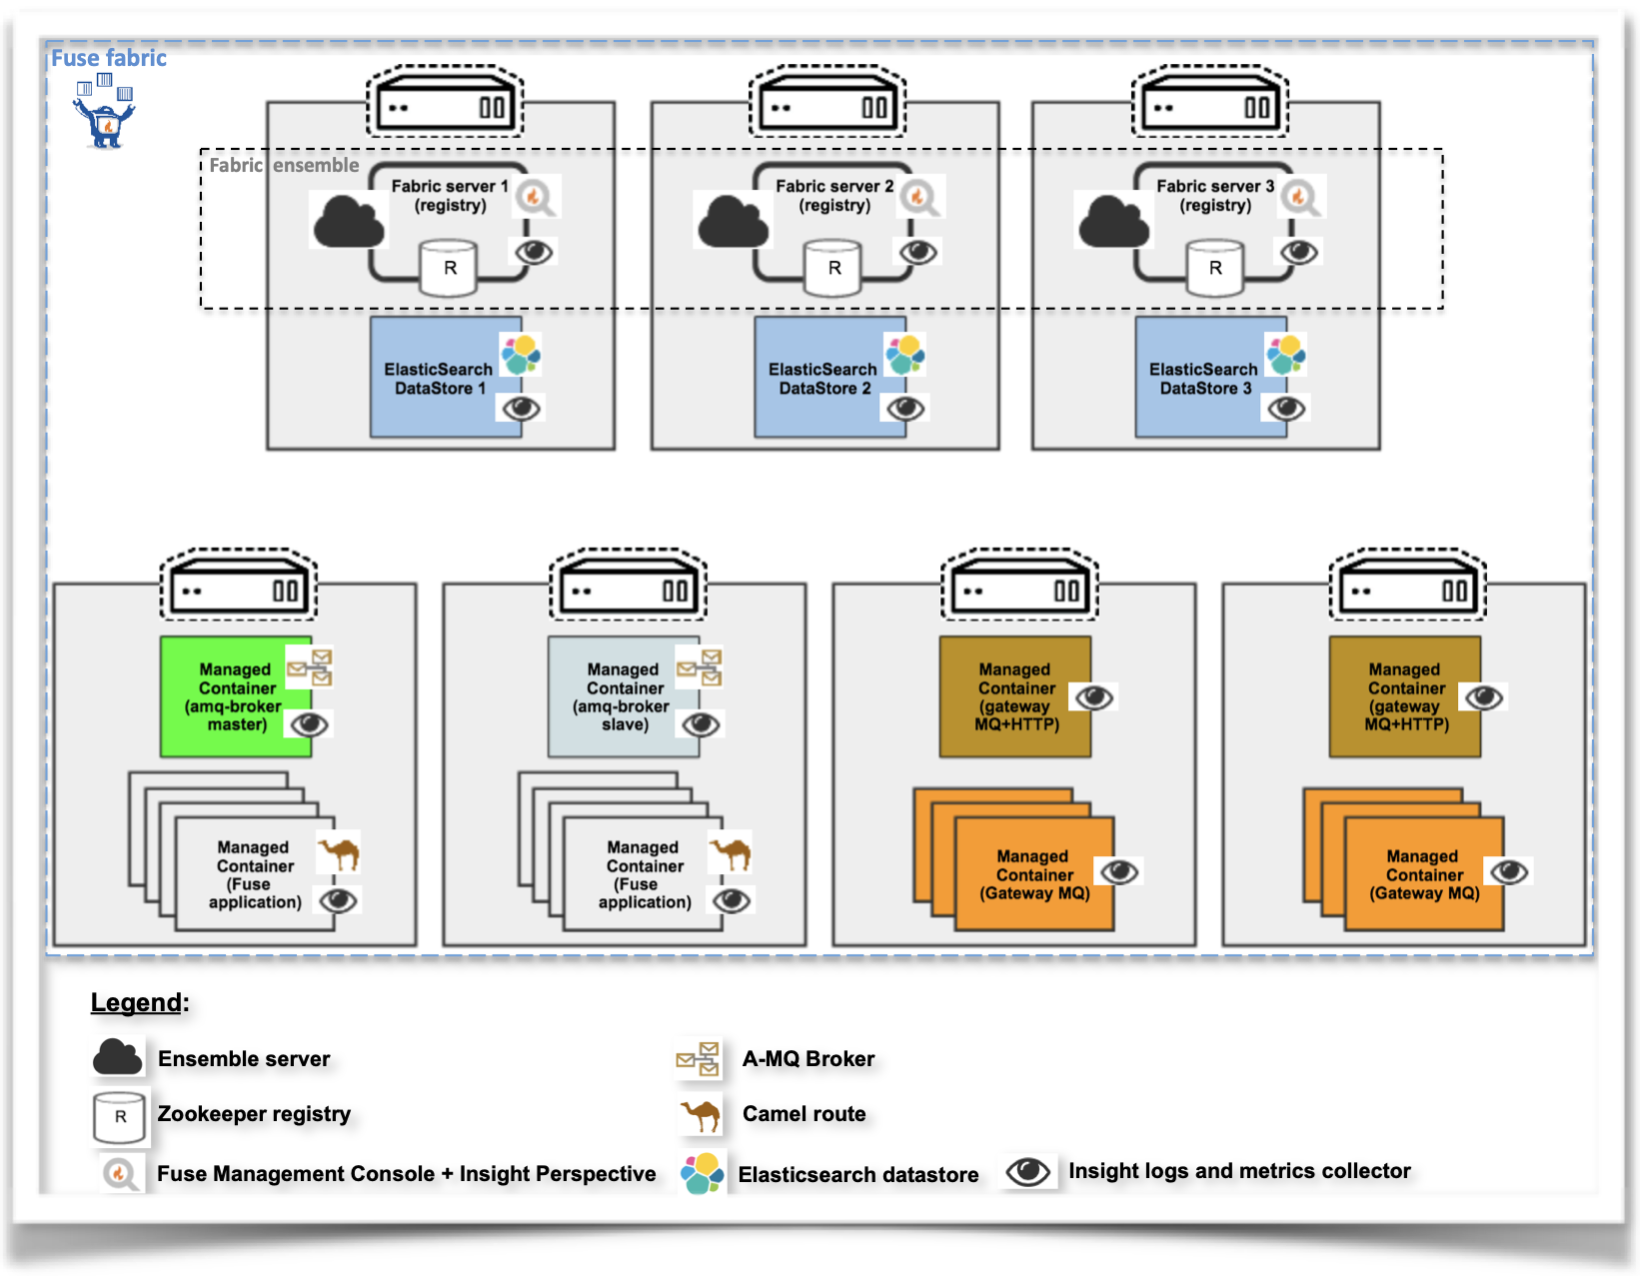 Fuse fabric
Fabric ensemble
Fabric server 1
(registry)
R
Fabric server 2
(registry)
R
Fabric server 3
(registry)
R
ElasticSearch
DataStore 1
ElasticSearch
DataStore 2
ElasticSearch
DataStore 3
Managed
Container
(amq-broker
master)
Managed
Container
(amq-broker
slave)
Managed
Container
(gateway
MQ+HTTP)
Managed
Container
(gateway
MQ+HTTP)
Managed
Container
(Fuse
application)
Managed
Container
(Fuse
application)
Managed
Container
(Gateway MQ)
Managed
Container
(Gateway MQ)
Legend:
Ensemble server
A-MQ Broker
R
Zookeeper registry
Camel route
Fuse Management Console + Insight Perspective
Elasticsearch datastore
Insight logs and metrics collector